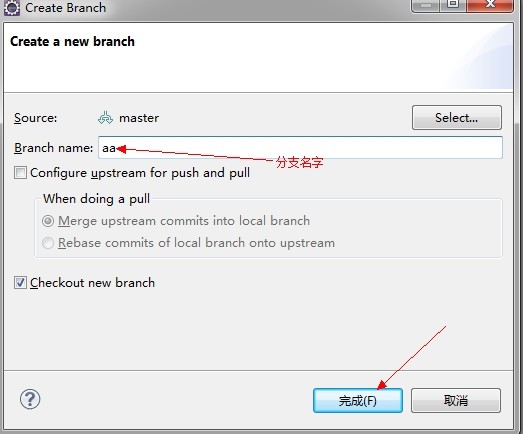 Create Branch
Create a new branch
Source: master Select...
Branch name: aa
分支名字
Configure upstream for push and pull
When doing a pull
Merge upstream commits into local branch
Rebase commits of local branch onto upstream
Checkout new branch
完成(F) 取消